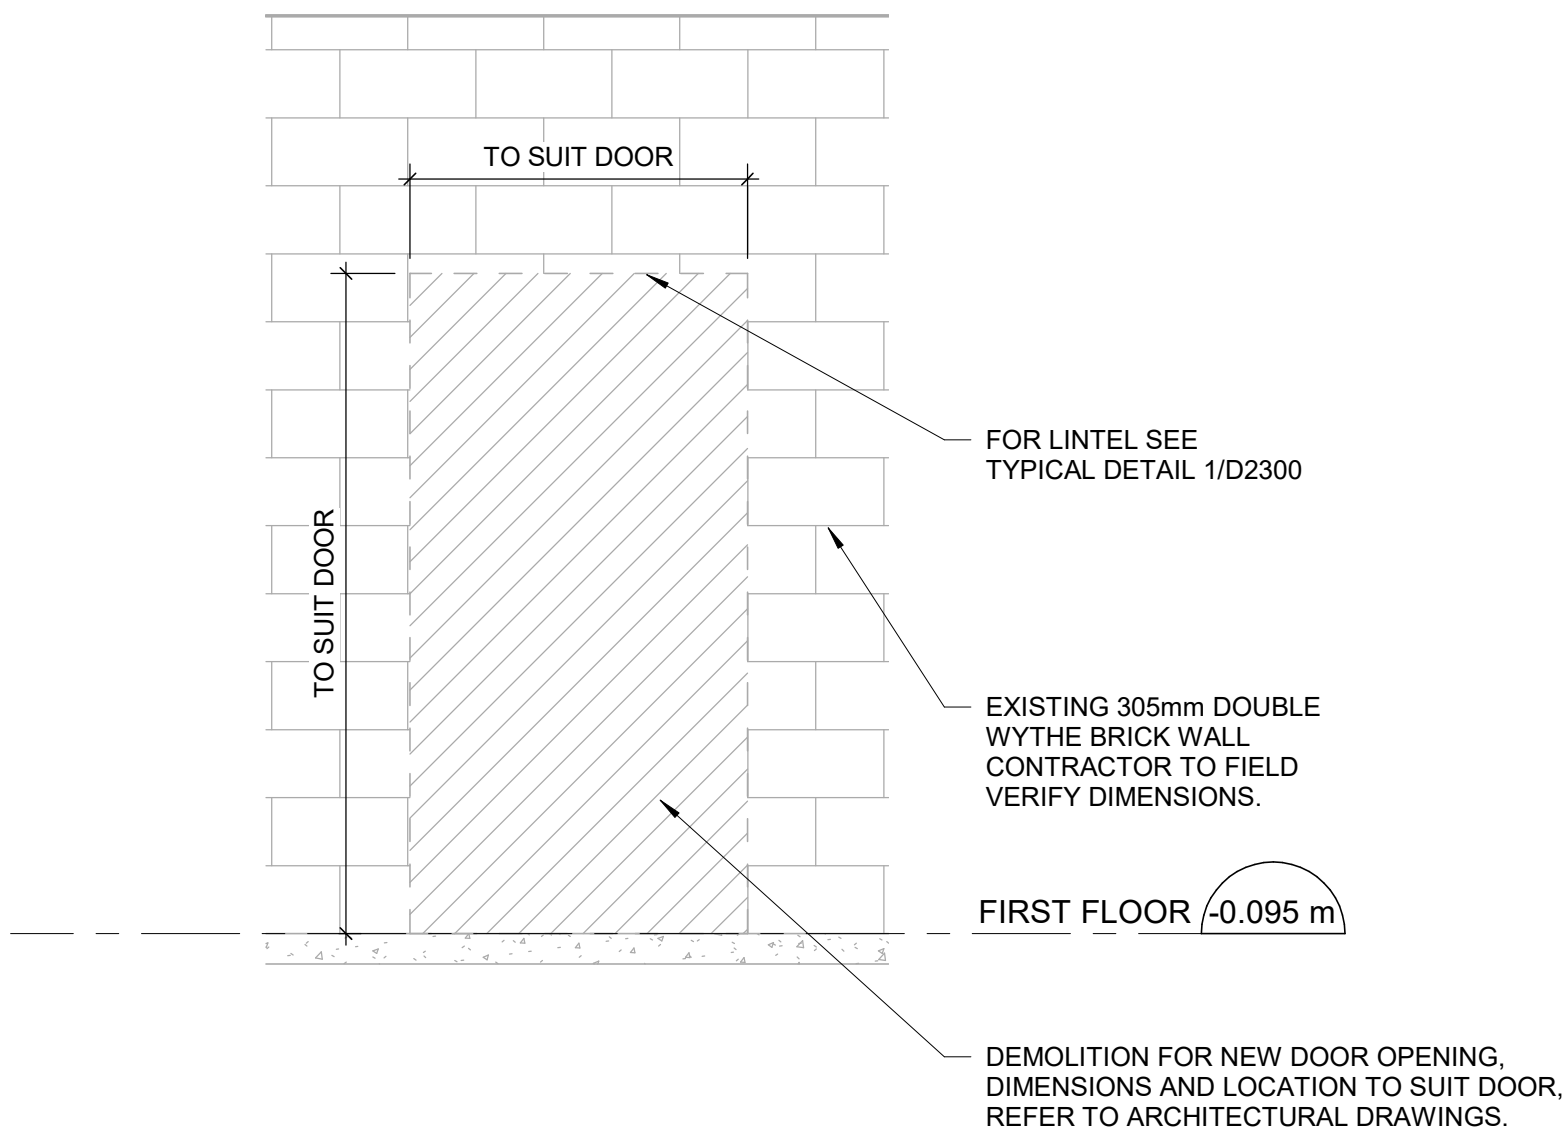 TO SUIT DOOR
FOR LINTEL SEE
TYPICAL DETAIL 1/D2300
TO SUIT DOOR
EXISTING 305mm DOUBLE
WYTHE BRICK WALL
CONTRACTOR TO FIELD
VERIFY DIMENSIONS.
FIRST FLOOR -0.095 m
DEMOLITION FOR NEW DOOR OPENING,
DIMENSIONS AND LOCATION TO SUIT DOOR,
REFER TO ARCHITECTURAL DRAWINGS.